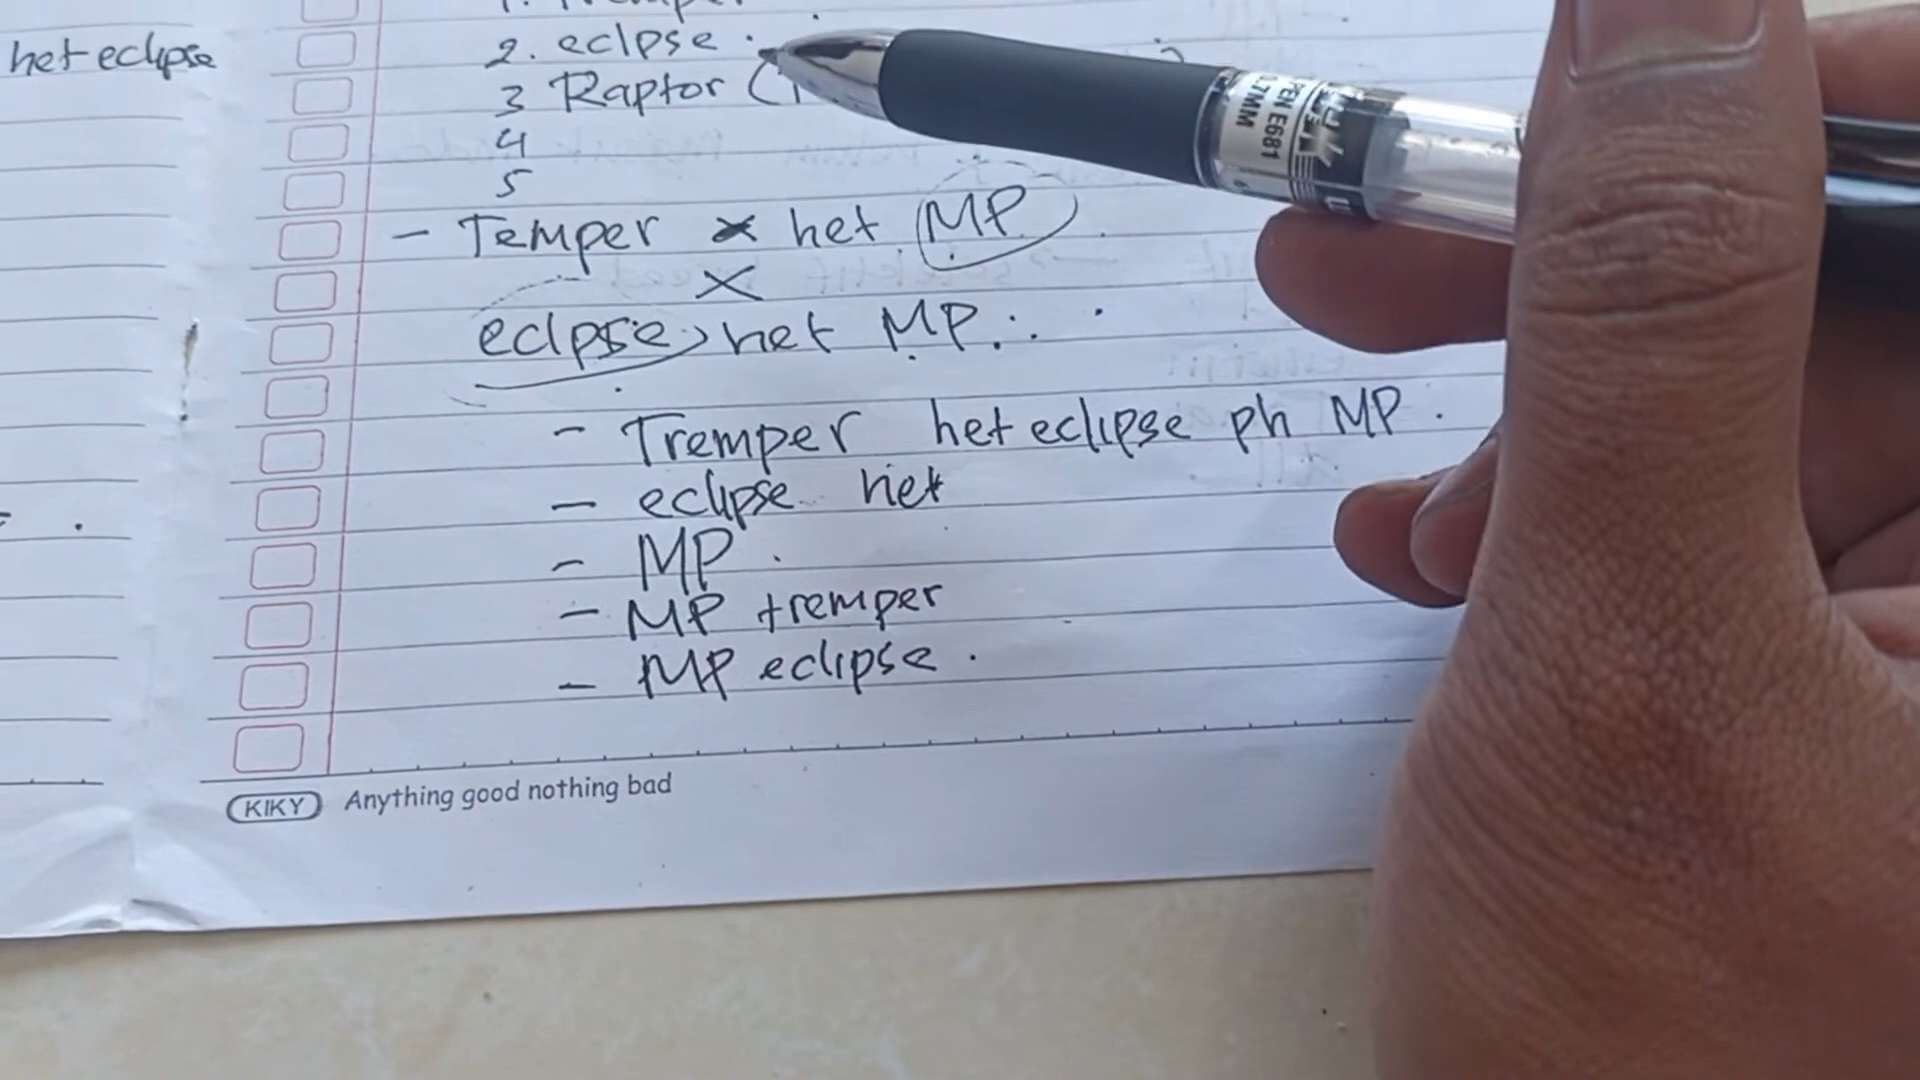 het eclipse
2. eclpse
3 Raptor (
4
5
- Temper x het MP
x
eclpse het MP
- Tremper het eclipse ph MP.
- eclipse het
- MP.
- MP tremper
- MP eclipse.
KIKY Anything good nothing bad
PEN E681
0.7MM